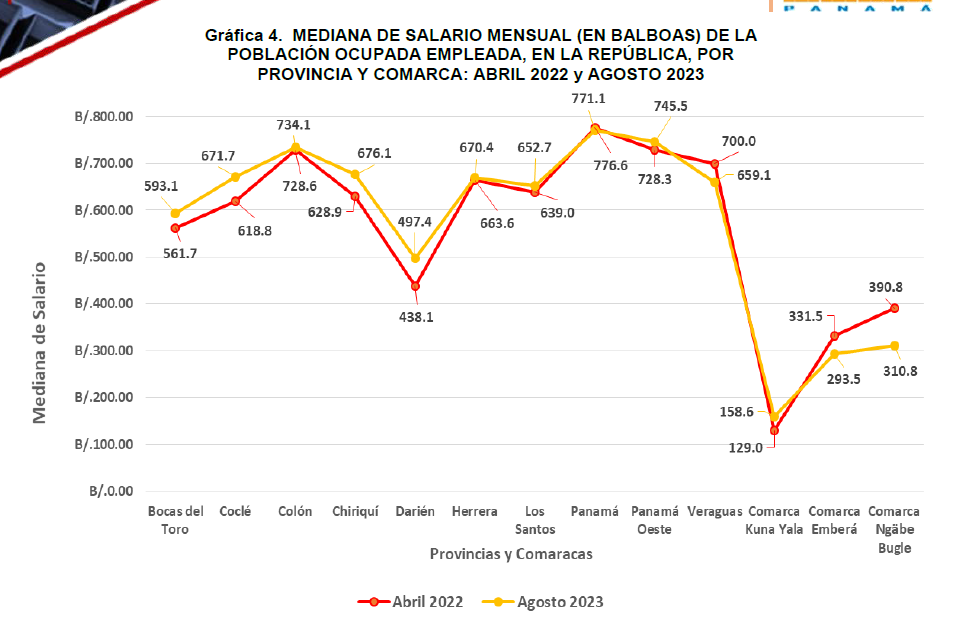 PANAMÁ
Gráfica 4. MEDIANA DE SALARIO MENSUAL (EN BALBOAS) DE LA
POBLACIÓN OCUPADA EMPLEADA, EN LA REPÚBLICA, POR
PROVINCIA Y COMARCA: ABRIL 2022 y AGOSTO 2023
Mediana de Salario
B/.800.00
B/.700.00
B/.600.00
B/.500.00
B/.400.00
B/.300.00
B/.200.00
B/.100.00
B/.0.00
593.1
561.7
671.7
618.8
734.1
728.6
676.1
628.9
497.4
438.1
670.4
663.6
652.7
639.0
771.1
776.6
745.5
728.3
700.0
659.1
158.6
129.0
331.5
293.5
390.8
310.8
Bocas del
Toro
Coclé
Colón
Chiriquí
Darién
Herrera
Los
Santos
Panamá
Panamá
Oeste
Veraguas
Comarca
Kuna Yala
Comarca
Emberá
Comarca
Ngäbe
Bugle
Provincias y Comaracas
Abril 2022
Agosto 2023